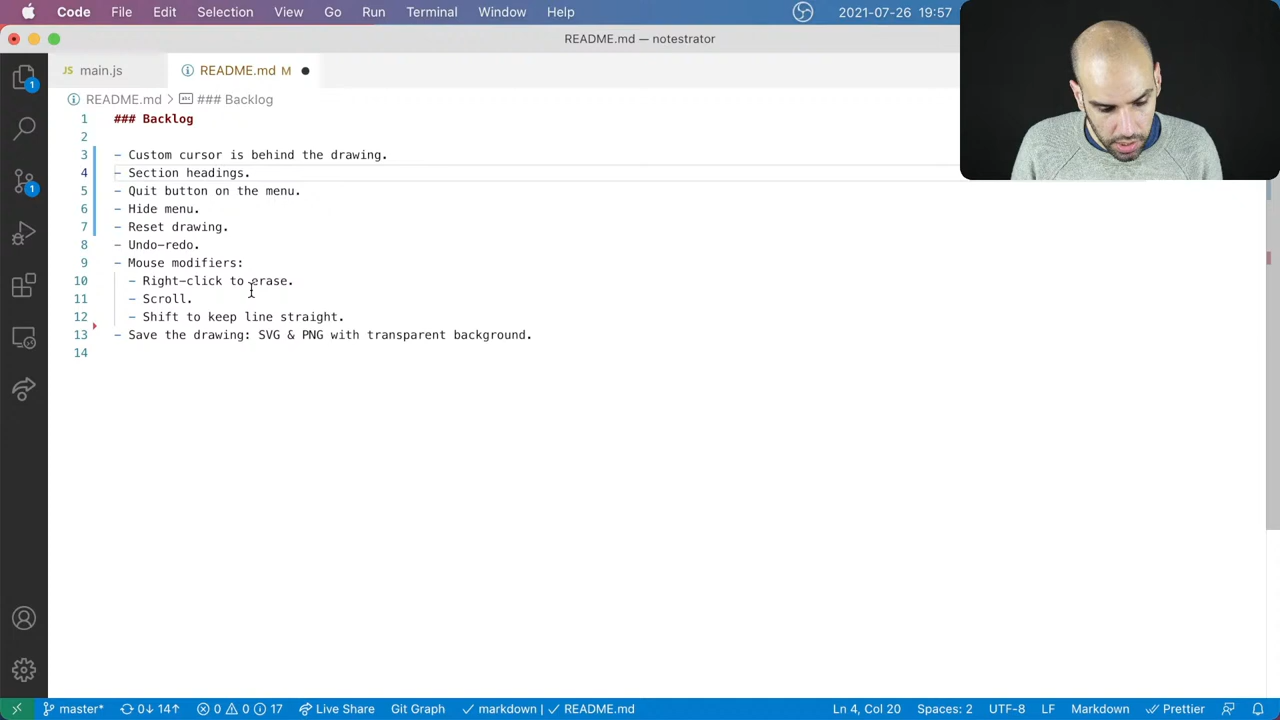 Code File Edit Selection View Go Run Terminal Window Help 2021-07-26 19:57
README.md — notestrator
JS main.js README.md M
README.md > ### Backlog
1 ### Backlog
2
3 - Custom cursor is behind the drawing.
4 - Section headings.
5 - Quit button on the menu.
6 - Hide menu.
7 - Reset drawing.
8 - Undo-redo.
9 - Mouse modifiers:
10 - Right-click to erase.
11 - Scroll.
12 - Shift to keep line straight.
13 - Save the drawing: SVG & PNG with transparent background.
14
1
1
master* 0↓ 14↑ 0 0 17 Live Share Git Graph ✓ markdown | ✓ README.md Ln 4, Col 20 Spaces: 2 UTF-8 LF Markdown Prettier